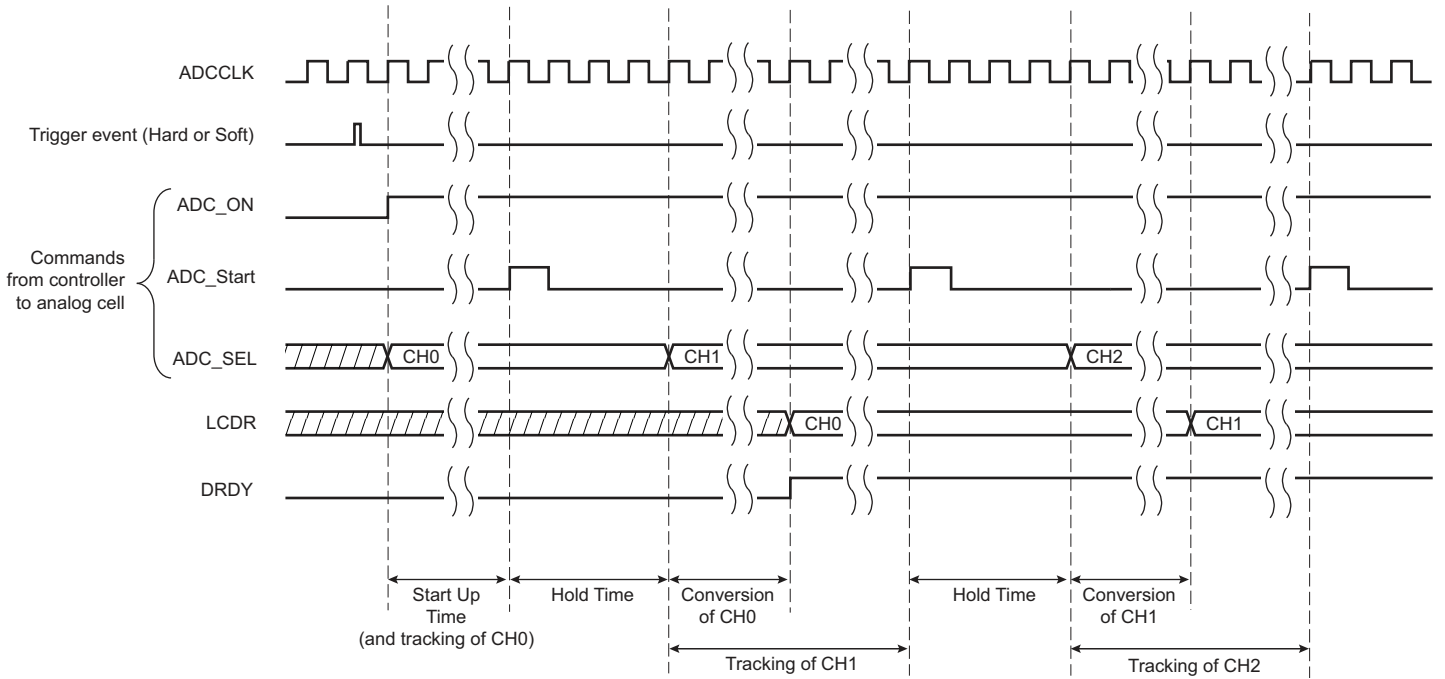 ADCCLK
Trigger event (Hard or Soft)
ADC_ON
Commands
from controller
to analog cell
ADC_Start
ADC_SEL
CH0
CH1
CH2
LCDR
CH0
CH1
DRDY
Start Up
Time
(and tracking of CH0)
Hold Time
Conversion
of CH0
Hold Time
Conversion
of CH1
Tracking of CH1
Tracking of CH2